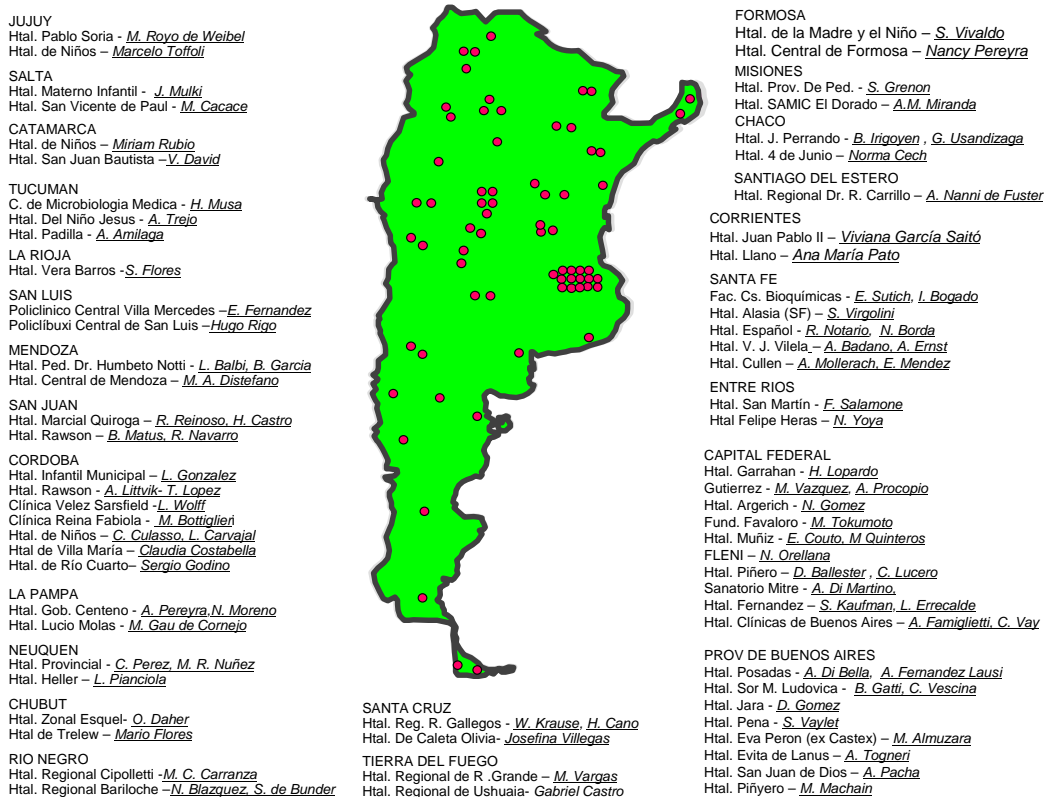 JUJUY
Htal. Pablo Soria - M. Royo de Weibel
Htal. de Niños – Marcelo Toffoli
SALTA
Htal. Materno Infantil - J. Mulki
Htal. San Vicente de Paul - M. Cacace
CATAMARCA
Htal. de Niños – Miriam Rubio
Htal. San Juan Bautista –V. David
TUCUMAN
C. de Microbiologia Medica - H. Musa
Htal. Del Niño Jesus - A. Trejo
Htal. Padilla - A. Amilaga
LA RIOJA
Htal. Vera Barros -S. Flores
SAN LUIS
Policlinico Central Villa Mercedes –E. Fernandez
Policlíbuxi Central de San Luis –Hugo Rigo
MENDOZA
Htal. Ped. Dr. Humbeto Notti - L. Balbi, B. Garcia
Htal. Central de Mendoza – M. A. Distefano
SAN JUAN
Htal. Marcial Quiroga – R. Reinoso, H. Castro
Htal. Rawson – B. Matus, R. Navarro
CORDOBA
Htal. Infantil Municipal – L. Gonzalez
Htal. Rawson - A. Littvik- T. Lopez
Clínica Velez Sarsfield -L. Wolff
Clínica Reina Fabiola - M. Bottiglieri
Htal. de Niños – C. Culasso, L. Carvajal
Htal de Villa María – Claudia Costabella
Htal. de Río Cuarto– Sergio Godino
LA PAMPA
Htal. Gob. Centeno - A. Pereyra,N. Moreno
Htal. Lucio Molas - M. Gau de Cornejo
NEUQUEN
Htal. Provincial - C. Perez, M. R. Nuñez
Htal. Heller – L. Pianciola
CHUBUT
Htal. Zonal Esquel- O. Daher
Htal de Trelew – Mario Flores
RIO NEGRO
Htal. Regional Cipolletti -M. C. Carranza
Htal. Regional Bariloche –N. Blazquez, S. de Bunder
SANTA CRUZ
Htal. Reg. R. Gallegos - W. Krause, H. Cano
Htal. De Caleta Olivia- Josefina Villegas
TIERRA DEL FUEGO
Htal. Regional de R .Grande – M. Vargas
Htal. Regional de Ushuaia- Gabriel Castro
FORMOSA
Htal. de la Madre y el Niño – S. Vivaldo
Htal. Central de Formosa – Nancy Pereyra
MISIONES
Htal. Prov. De Ped. - S. Grenon
Htal. SAMIC El Dorado – A.M. Miranda
CHACO
Htal. J. Perrando - B. Irigoyen , G. Usandizaga
Htal. 4 de Junio – Norma Cech
SANTIAGO DEL ESTERO
Htal. Regional Dr. R. Carrillo – A. Nanni de Fuster
CORRIENTES
Htal. Juan Pablo II – Viviana García Saitó
Htal. Llano – Ana María Pato
SANTA FE
Fac. Cs. Bioquímicas - E. Sutich, I. Bogado
Htal. Alasia (SF) – S. Virgolini
Htal. Español - R. Notario, N. Borda
Htal. V. J. Vilela – A. Badano, A. Ernst
Htal. Cullen – A. Mollerach, E. Mendez
ENTRE RIOS
Htal. San Martín - F. Salamone
Htal Felipe Heras – N. Yoya
CAPITAL FEDERAL
Htal. Garrahan - H. Lopardo
Gutierrez - M. Vazquez, A. Procopio
Htal. Argerich - N. Gomez
Fund. Favaloro - M. Tokumoto
Htal. Muñiz - E. Couto, M Quinteros
FLENI – N. Orellana
Htal. Piñero – D. Ballester , C. Lucero
Sanatorio Mitre - A. Di Martino,
Htal. Fernandez – S. Kaufman, L. Errecalde
Htal. Clínicas de Buenos Aires – A. Famiglietti, C. Vay
PROV DE BUENOS AIRES
Htal. Posadas - A. Di Bella, A. Fernandez Lausi
Htal. Sor M. Ludovica - B. Gatti, C. Vescina
Htal. Jara - D. Gomez
Htal. Pena - S. Vaylet
Htal. Eva Peron (ex Castex) – M. Almuzara
Htal. Evita de Lanus – A. Togneri
Htal. San Juan de Dios – A. Pacha
Htal. Piñyero – M. Machain